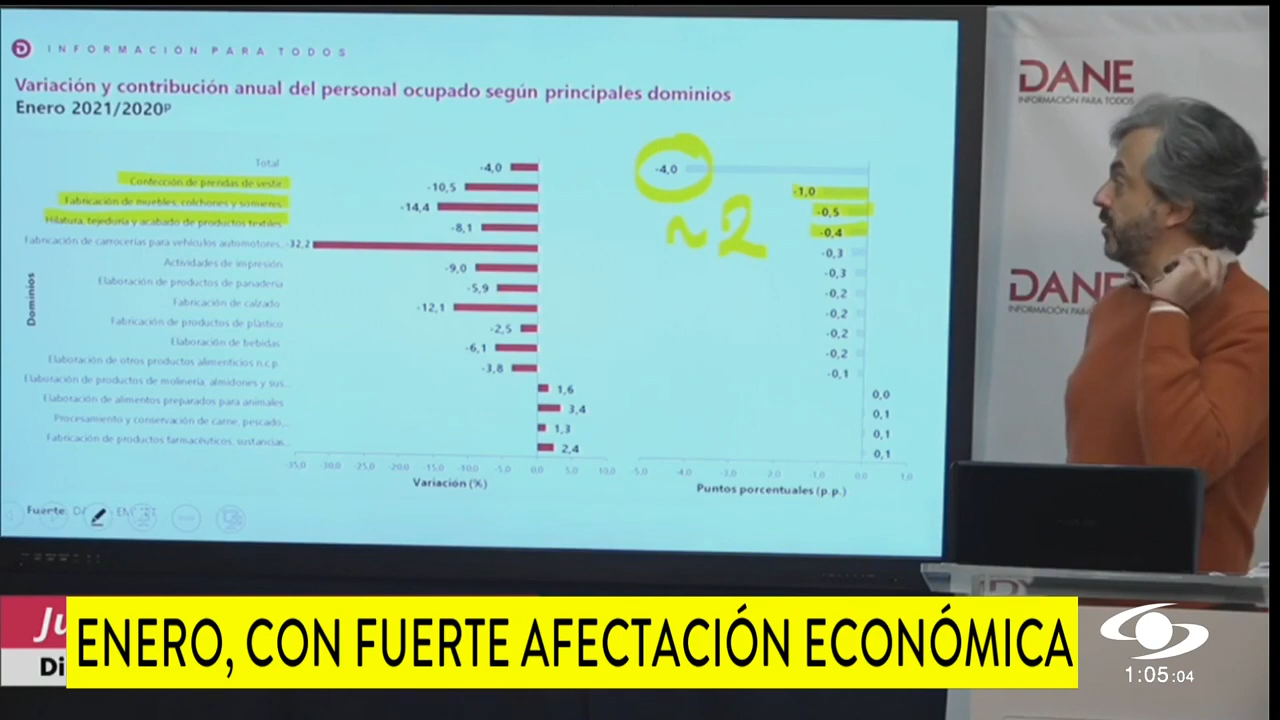 INFORMACIÓN PARA TODOS
Variación y contribución anual del personal ocupado según principales dominios
Enero 2021/2020p
DANE
INFORMACIÓN PARA TODOS
Total
-4,0
-4,0
Confección de prendas de vestir
-10,5
-1,0
Fabricación de muebles, colchones y somieres
-14,4
-0,5
~2
Hilatura, tejeduría y acabado de productos textiles
-8,1
-0,4
Fabricación de carrocerías para vehículos automotores..
-32,2
-0,3
Actividades de impresión
-9,0
-0,3
Elaboración de productos de panadería
-5,9
-0,2
Fabricación de calzado
-12,1
-0,2
Fabricación de productos de plástico
-2,5
-0,2
Elaboración de bebidas
-6,1
-0,2
Elaboración de otros productos alimenticios n.c.p
-3,8
-0,1
Elaboración de productos de molinería, almidones y sus..
1,6
0,0
Elaboración de alimentos preparados para animales
3,4
0,1
Procesamiento y conservación de carne, pescado,..
1,3
0,1
Fabricación de productos farmacéuticos, sustancias..
2,4
0,1
Dominios
-35,0 -30,0 -25,0 -20,0 -15,0 -10,0 -5,0 0,0 5,0 10,0
Variación (%)
-5,0 -4,0 -3,0 -2,0 -1,0 0,0 1,0
Puntos porcentuales (p.p.)
Fuente:
DANE
INFORMACIÓN PARA
Ju
Di
ENERO, CON FUERTE AFECTACIÓN ECONÓMICA
1:05:04